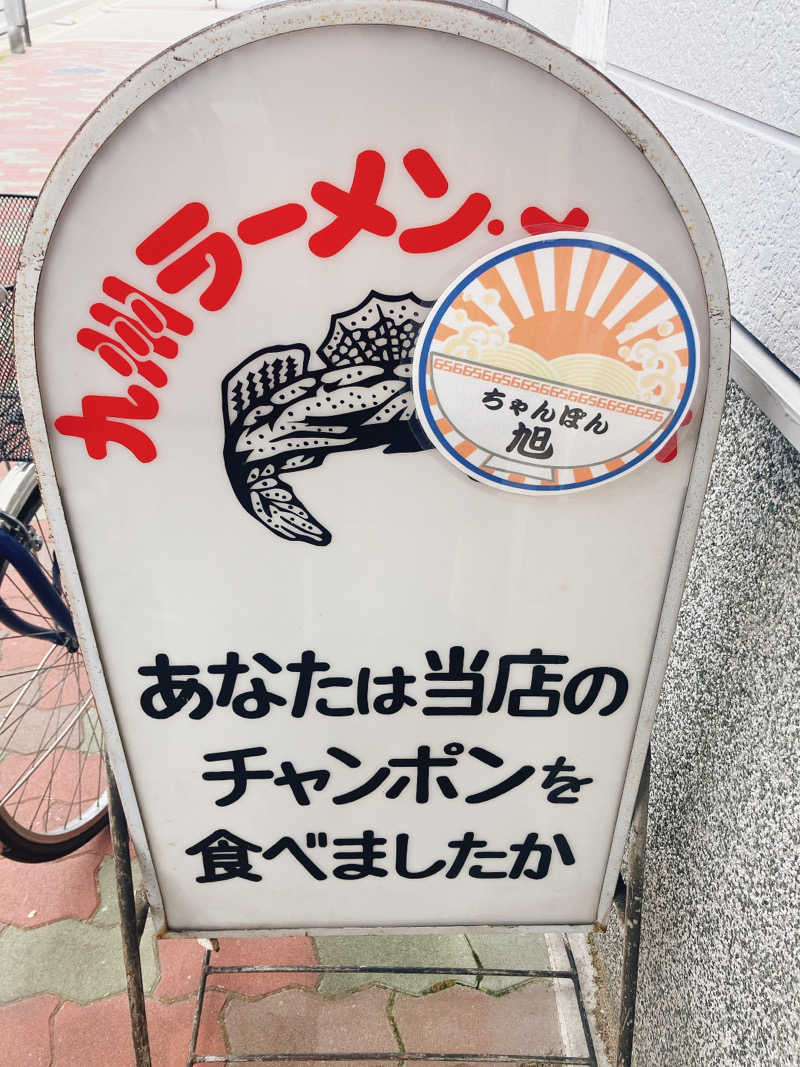 九州ラーメン・
ちゃんぽん
旭
あなたは当店の
チャンポンを
食べましたか